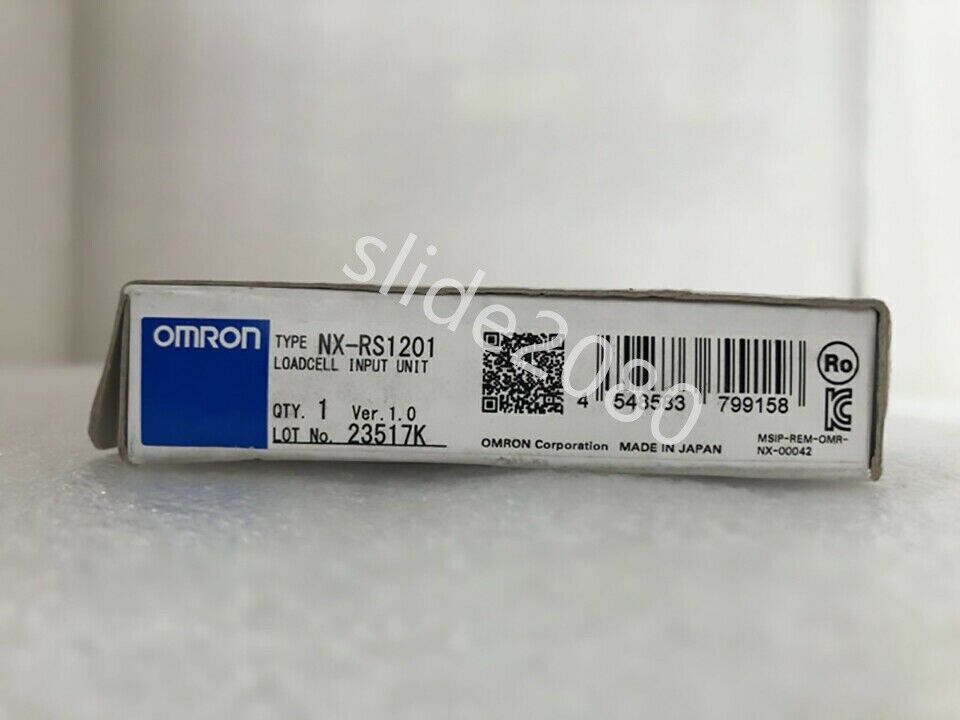 OMRON
TYPE NX-RS1201
LOADCELL INPUT UNIT
QTY. 1 Ver.1.0
LOT No. 23517K
4 548583 799158
OMRON Corporation MADE IN JAPAN
Ro
MSIP-REM-OMR-
NX-00042
slide2080